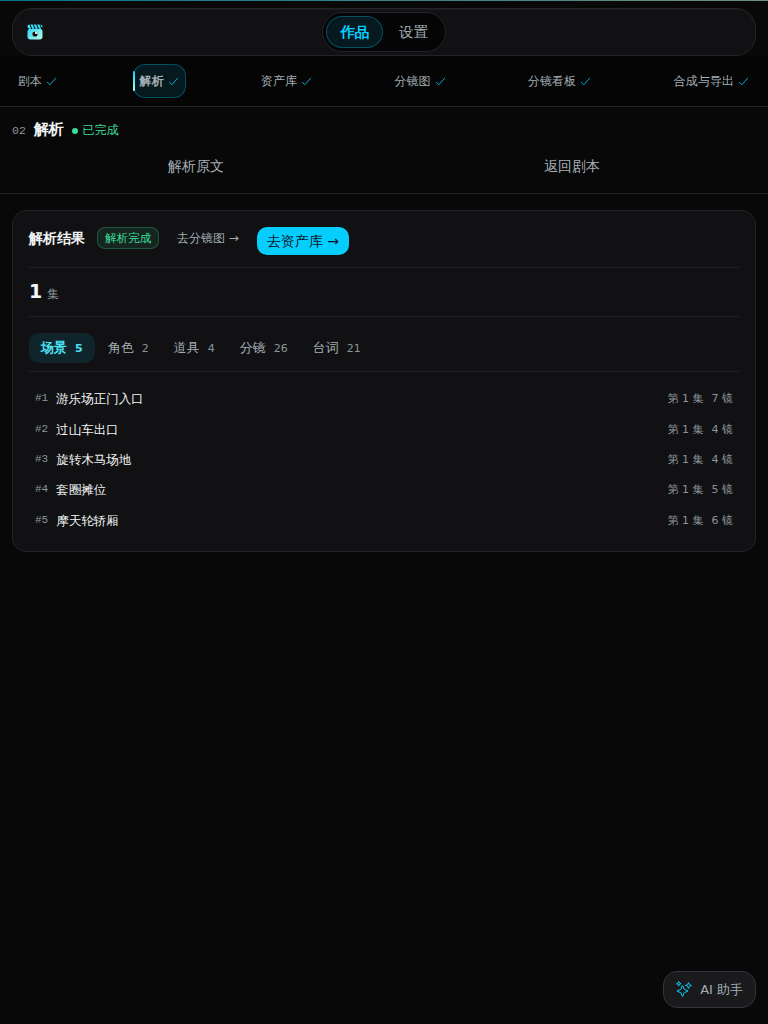 作品 设置
剧本 解析 资产库 分镜图 分镜看板 合成与导出
02 解析 已完成
解析原文 返回剧本
解析结果 解析完成 去分镜图 → 去资产库 →
1 集
场景 5 角色 2 道具 4 分镜 26 台词 21
#1 游乐场正门入口 第 1 集 7 镜
#2 过山车出口 第 1 集 4 镜
#3 旋转木马场地 第 1 集 4 镜
#4 套圈摊位 第 1 集 5 镜
#5 摩天轮轿厢 第 1 集 6 镜
AI 助手